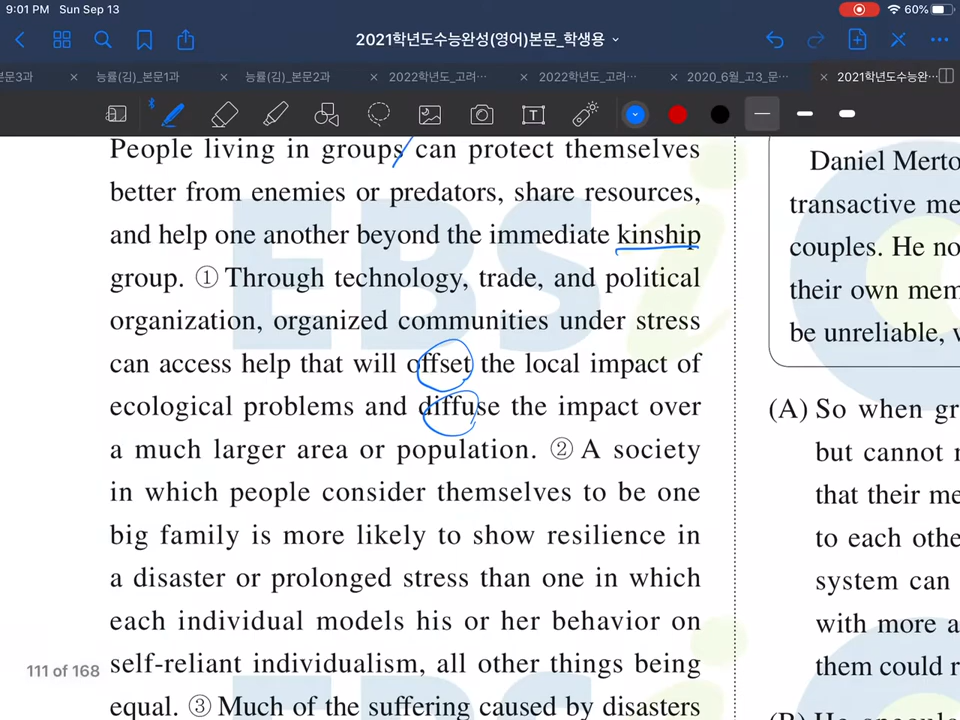 9:01 PM Sun Sep 13
60%
2021학년도수능완성(영어)본문_학생용
본문3과
능률(김)_본문1과
능률(김)_본문2과
2022학년도_고려…
2022학년도_고려…
2020_6월_고3_문…
2021학년도수능완…
T
People living in groups can protect themselves
better from enemies or predators, share resources,
and help one another beyond the immediate kinship
group. ① Through technology, trade, and political
organization, organized communities under stress
can access help that will offset the local impact of
ecological problems and diffuse the impact over
a much larger area or population. ② A society
in which people consider themselves to be one
big family is more likely to show resilience in
a disaster or prolonged stress than one in which
each individual models his or her behavior on
self-reliant individualism, all other things being
equal. ③ Much of the suffering caused by disasters
111 of 168
EBSi
Daniel Merto
transactive me
couples. He no
their own mem
be unreliable, v
(A) So when gr
but cannot
that their me
to each othe
system can
with more a
them could r